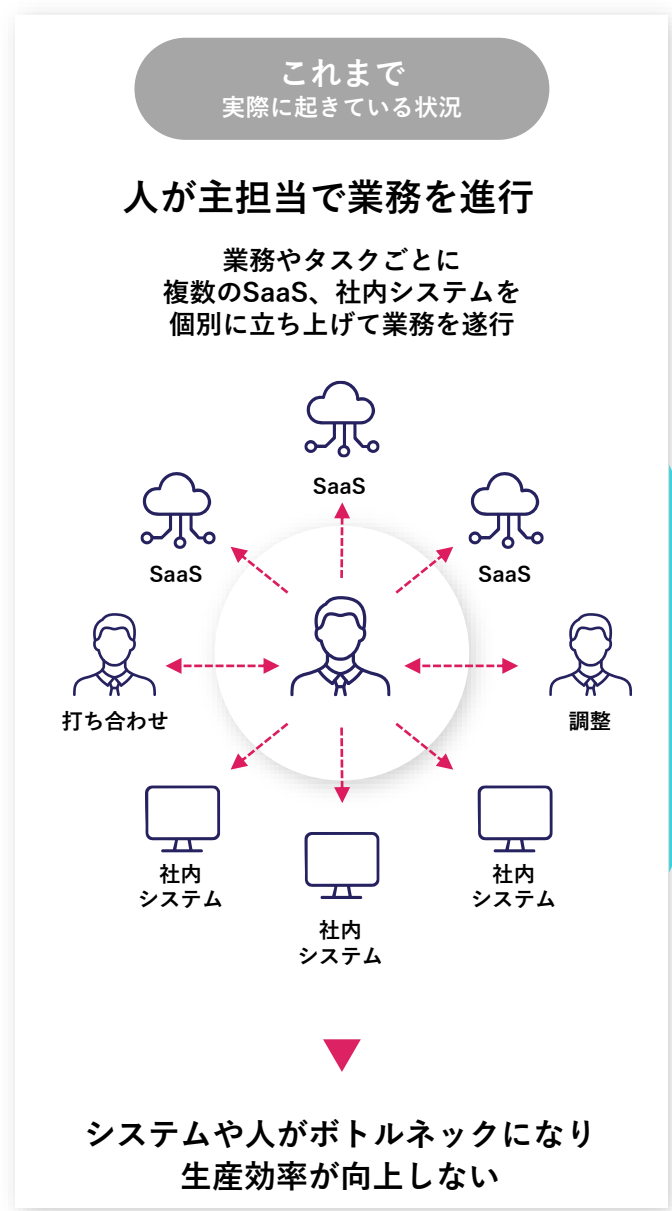 これまで
実際に起きている状況
人が主担当で業務を進行
業務やタスクごとに
複数のSaaS、社内システムを
個別に立ち上げて業務を遂行
SaaS
SaaS
SaaS
打ち合わせ
調整
社内
システム
社内
システム
社内
システム
システムや人がボトルネックになり
生産効率が向上しない